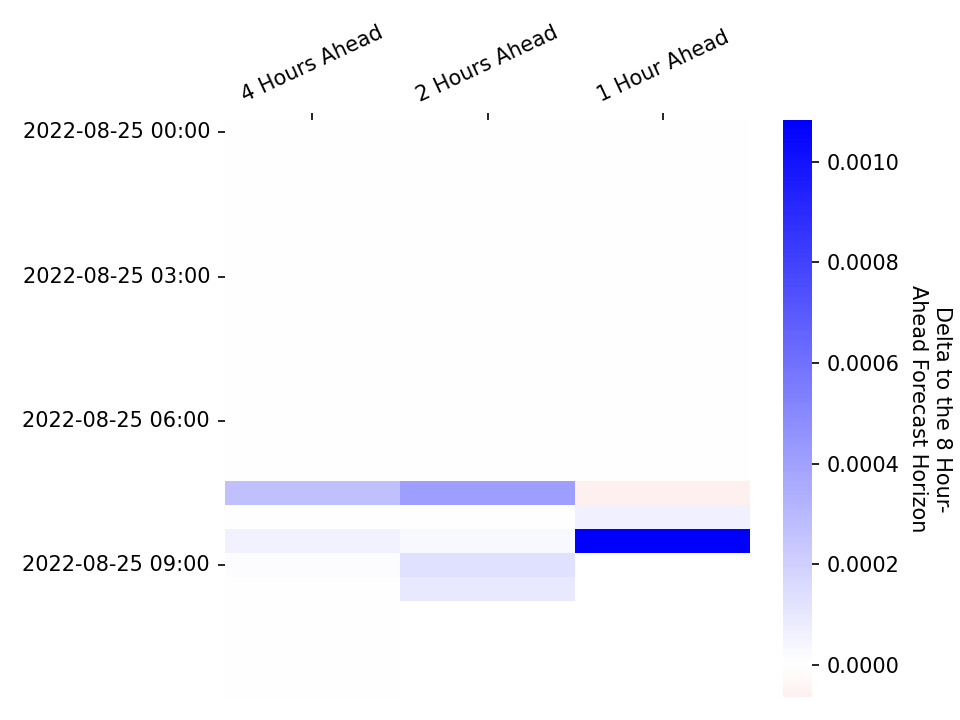 4 Hours Ahead
2 Hours Ahead
1 Hour Ahead
2022-08-25 00:00
2022-08-25 03:00
2022-08-25 06:00
2022-08-25 09:00
0.0010
0.0008
0.0006
0.0004
0.0002
0.0000
Delta to the 8 Hour-
Ahead Forecast Horizon